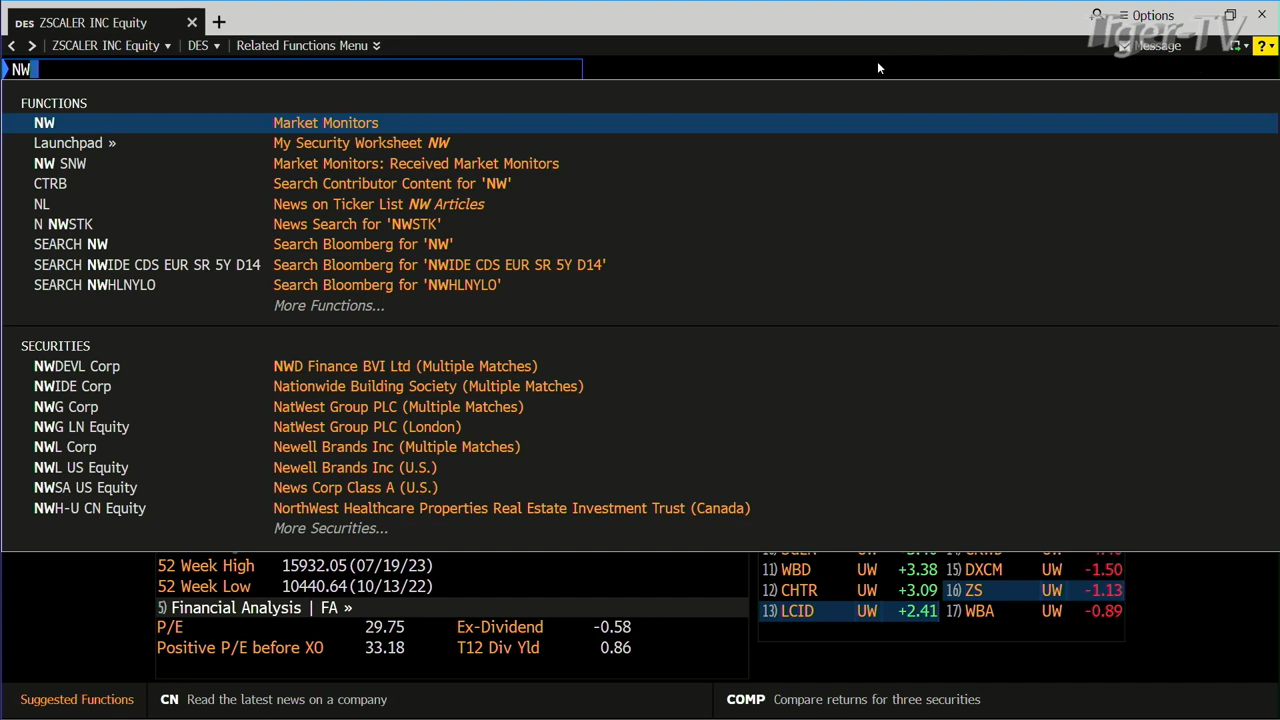 DES ZSCALER INC Equity
Options
ZSCALER INC Equity DES Related Functions Menu Message ?
Tiger-TV
NW
FUNCTIONS
NW Market Monitors
Launchpad » My Security Worksheet NW
NW SNW Market Monitors: Received Market Monitors
CTRB Search Contributor Content for 'NW'
NL News on Ticker List NW Articles
N NWSTK News Search for 'NWSTK'
SEARCH NW Search Bloomberg for 'NW'
SEARCH NWIDE CDS EUR SR 5Y D14 Search Bloomberg for 'NWIDE CDS EUR SR 5Y D14'
SEARCH NWHLNYLO Search Bloomberg for 'NWHLNYLO'
More Functions...
SECURITIES
NWDEVL Corp NWD Finance BVI Ltd (Multiple Matches)
NWIDE Corp Nationwide Building Society (Multiple Matches)
NWG Corp NatWest Group PLC (Multiple Matches)
NWG LN Equity NatWest Group PLC (London)
NWL Corp Newell Brands Inc (Multiple Matches)
NWL US Equity Newell Brands Inc (U.S.)
NWSA US Equity News Corp Class A (U.S.)
NWH-U CN Equity NorthWest Healthcare Properties Real Estate Investment Trust (Canada)
More Securities...
52 Week High 15932.05 (07/19/23)
52 Week Low 10440.64 (10/13/22)
5) Financial Analysis | FA »
P/E 29.75 Ex-Dividend -0.58
Positive P/E before XO 33.18 T12 Div Yld 0.86
11) WBD UW +3.38 15) DXCM UW -1.50
12) CHTR UW +3.09 16) ZS UW -1.13
13) LCID UW +2.41 17) WBA UW -0.89
Suggested Functions CN Read the latest news on a company COMP Compare returns for three securities